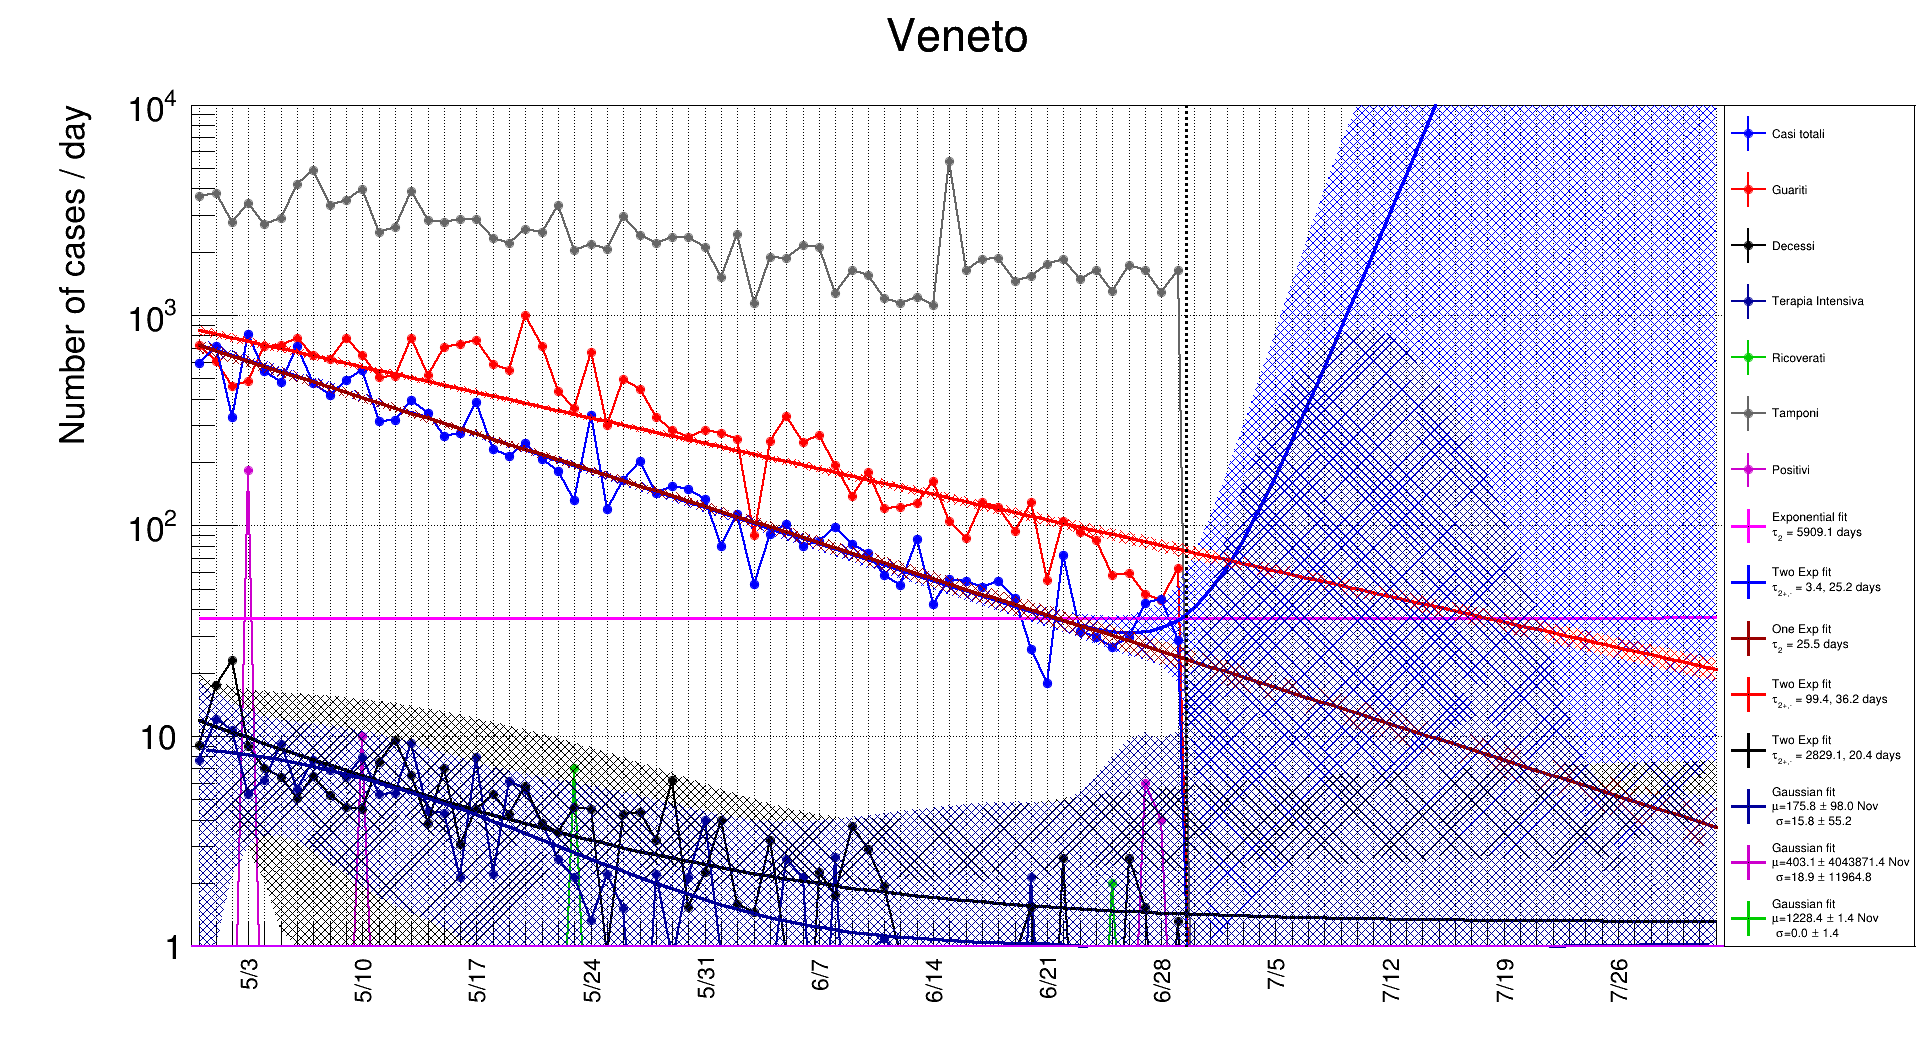 Veneto
Number of cases / day
10^4
10^3
10^2
10
1
5/3
5/10
5/17
5/24
5/31
6/7
6/14
6/21
6/28
7/5
7/12
7/19
7/26
Casi totali
Guariti
Decessi
Terapia Intensiva
Ricoverati
Tamponi
Positivi
Exponential fit
τ2 = 5909.1 days
Two Exp fit
τ2+,- = 3.4, 25.2 days
One Exp fit
τ2 = 25.5 days
Two Exp fit
τ2+,- = 99.4, 36.2 days
Two Exp fit
τ2+,- = 2829.1, 20.4 days
Gaussian fit
μ=175.8 ± 98.0 Nov
σ=15.8 ± 55.2
Gaussian fit
μ=403.1 ± 4043871.4 Nov
σ=18.9 ± 11964.8
Gaussian fit
μ=1228.4 ± 1.4 Nov
σ=0.0 ± 1.4